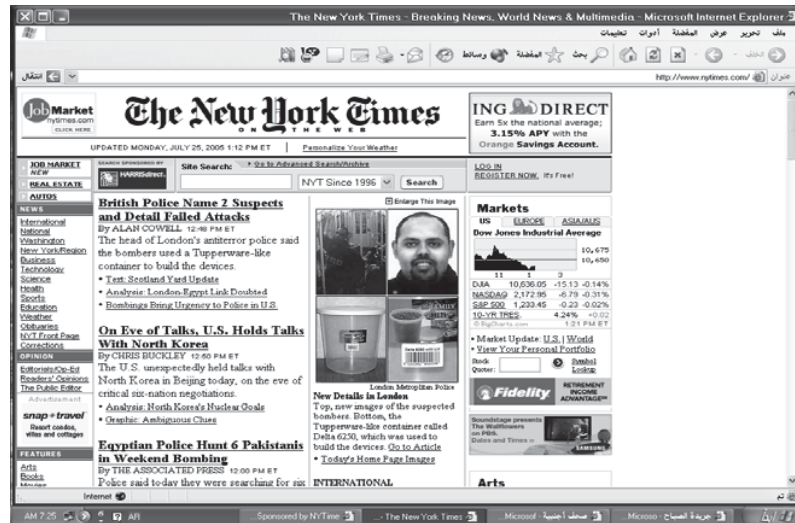 The New York Times - Breaking News, World News & Multimedia - Microsoft Internet Explorer
ملف تحرير عرض المفضلة أدوات تعليمات
بحث المفضلة وسائط
عنوان http://www.nytimes.com/ انتقال
Job Market
nytimes.com
CLICK HERE
The New York Times
ON THE WEB
UPDATED MONDAY, JULY 25, 2005 1:12 PM ET | Personalize Your Weather
ING DIRECT
Earn 5x the national average;
3.15% APY with the
Orange Savings Account.
JOB MARKET
NEW
REAL ESTATE
AUTOS
SEARCH SPONSORED BY
HARRISdirect.
Site Search: Go to Advanced Search/Archive
NYT Since 1996 Search
LOG IN
REGISTER NOW. It's Free!
NEWS
International
National
Washington
New York/Region
Business
Technology
Science
Health
Sports
Education
Weather
Obituaries
NYT Front Page
Corrections
OPINION
Editorials/Op-Ed
Readers' Opinions
The Public Editor
Advertisement
snap+travel
Resort condos,
villas and cottages
FEATURES
Arts
Books
Movies
British Police Name 2 Suspects
and Detail Failed Attacks
By ALAN COWELL 12:48 PM ET
The head of London's antiterror police said
the bombers used a Tupperware-like
container to build the devices.
• Text: Scotland Yard Update
• Analysis: London-Egypt Link Doubted
• Bombings Bring Urgency to Police in U.S.
On Eve of Talks, U.S. Holds Talks
With North Korea
By CHRIS BUCKLEY 12:50 PM ET
The U.S. unexpectedly held talks with
North Korea in Beijing today, on the eve of
critical six-nation negotiations.
• Analysis: North Korea's Nuclear Goals
• Graphic: Ambiguous Clues
Egyptian Police Hunt 6 Pakistanis
in Weekend Bombing
By THE ASSOCIATED PRESS 12:00 PM ET
Police said today they were searching for six
Enlarge This Image
London Metropolitan Police
New Details in London
Top, new images of the suspected
bombers. Bottom, the
Tupperware-like container called
Delta 6250, which was used to
build the devices. Go to Article
• Today's Home Page Images
INTERNATIONAL
Markets
US EUROPE ASIA/AUS
Dow Jones Industrial Average
10,675
10,650
11 1 3
DJIA 10,636.05 -15.13 -0.14%
NASDAQ 2,172.95 -6.79 -0.31%
S&P 500 1,233.45 -0.23 -0.02%
10-YR TRES. 4.24% +0.02
© BigCharts.com 1:21 PM ET
• Market Update: U.S. | World
• View Your Personal Portfolio
Stock
Quotes:
Symbol
Lookup
Fidelity
RETIREMENT
INCOME
ADVANTAGE
Soundstage presents
The Wallflowers
on PBS.
Dates and Times »
SAMSUNG
Arts
Internet
تم
AM 7:25
AR
Sponsored by NYTime...
The New York Times -...
صحف أجنبية - Microsof...
جريدة الصباح - Microso...